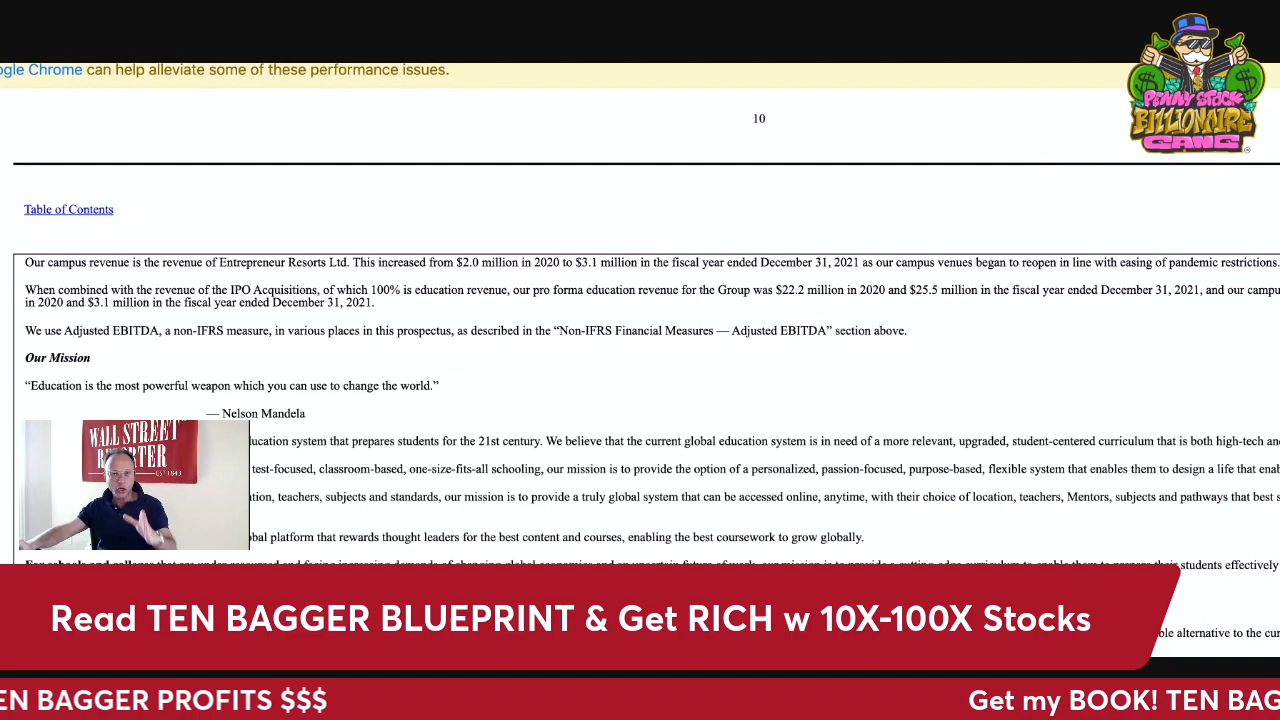 ogle Chrome can help alleviate some of these performance issues.
PENNY STOCK
BILLIONAIRE
GANG
10
Table of Contents
Our campus revenue is the revenue of Entrepreneur Resorts Ltd. This increased from $2.0 million in 2020 to $3.1 million in the fiscal year ended December 31, 2021 as our campus venues began to reopen in line with easing of pandemic restrictions.
When combined with the revenue of the IPO Acquisitions, of which 100% is education revenue, our pro forma education revenue for the Group was $22.2 million in 2020 and $25.5 million in the fiscal year ended December 31, 2021, and our campu
in 2020 and $3.1 million in the fiscal year ended December 31, 2021.
We use Adjusted EBITDA, a non-IFRS measure, in various places in this prospectus, as described in the “Non-IFRS Financial Measures — Adjusted EBITDA” section above.
Our Mission
“Education is the most powerful weapon which you can use to change the world.”
— Nelson Mandela
ucation system that prepares students for the 21st century. We believe that the current global education system is in need of a more relevant, upgraded, student-centered curriculum that is both high-tech an
test-focused, classroom-based, one-size-fits-all schooling, our mission is to provide the option of a personalized, passion-focused, purpose-based, flexible system that enables them to design a life that ena
tion, teachers, subjects and standards, our mission is to provide a truly global system that can be accessed online, anytime, with their choice of location, teachers, Mentors, subjects and pathways that best s
bal platform that rewards thought leaders for the best content and courses, enabling the best coursework to grow globally.
students effectively
WALL STREET
REPORTER
EST 1843
Read TEN BAGGER BLUEPRINT & Get RICH w 10X-100X Stocks
ble alternative to the cur
EN BAGGER PROFITS $$$
Get my BOOK! TEN BAG